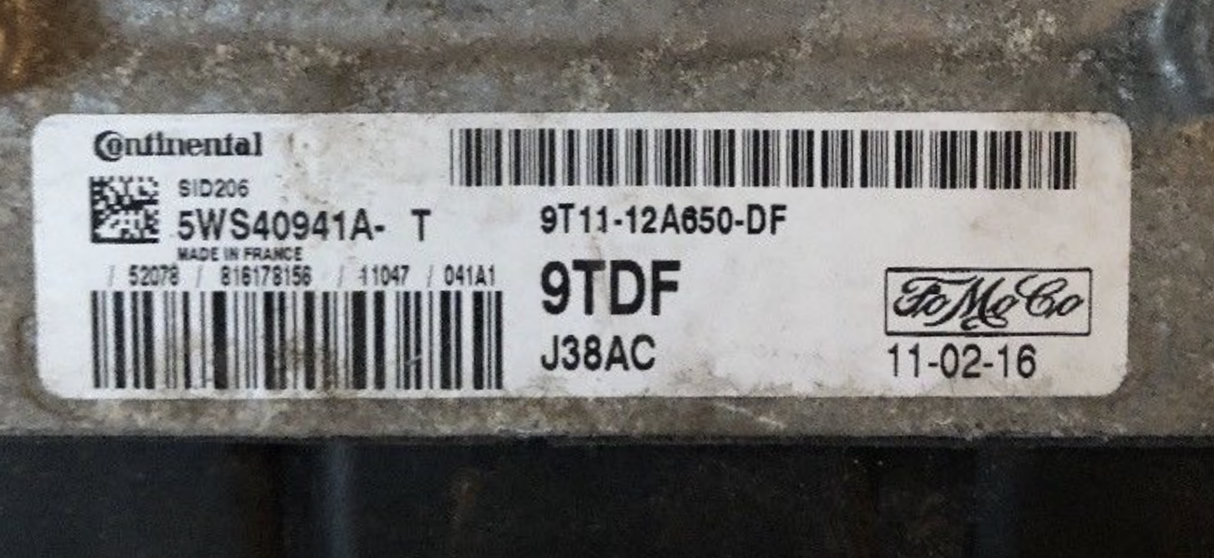 Continental
SID206
5WS40941A- T
MADE IN FRANCE
/ 52078 / 816178156 / 11047 / 041A1
9T11-12A650-DF
9TDF
J38AC
FoMoCo
11-02-16